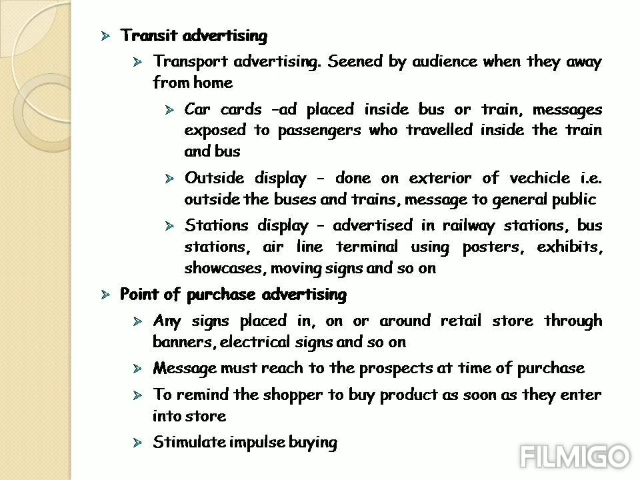 Transit advertising
Transport advertising. Seened by audience when they away
from home
Car cards –ad placed inside bus or train, messages
exposed to passengers who travelled inside the train
and bus
Outside display – done on exterior of vechicle i.e.
outside the buses and trains, message to general public
Stations display – advertised in railway stations, bus
stations, air line terminal using posters, exhibits,
showcases, moving signs and so on
Point of purchase advertising
Any signs placed in, on or around retail store through
banners, electrical signs and so on
Message must reach to the prospects at time of purchase
To remind the shopper to buy product as soon as they enter
into store
Stimulate impulse buying
FILMIGO